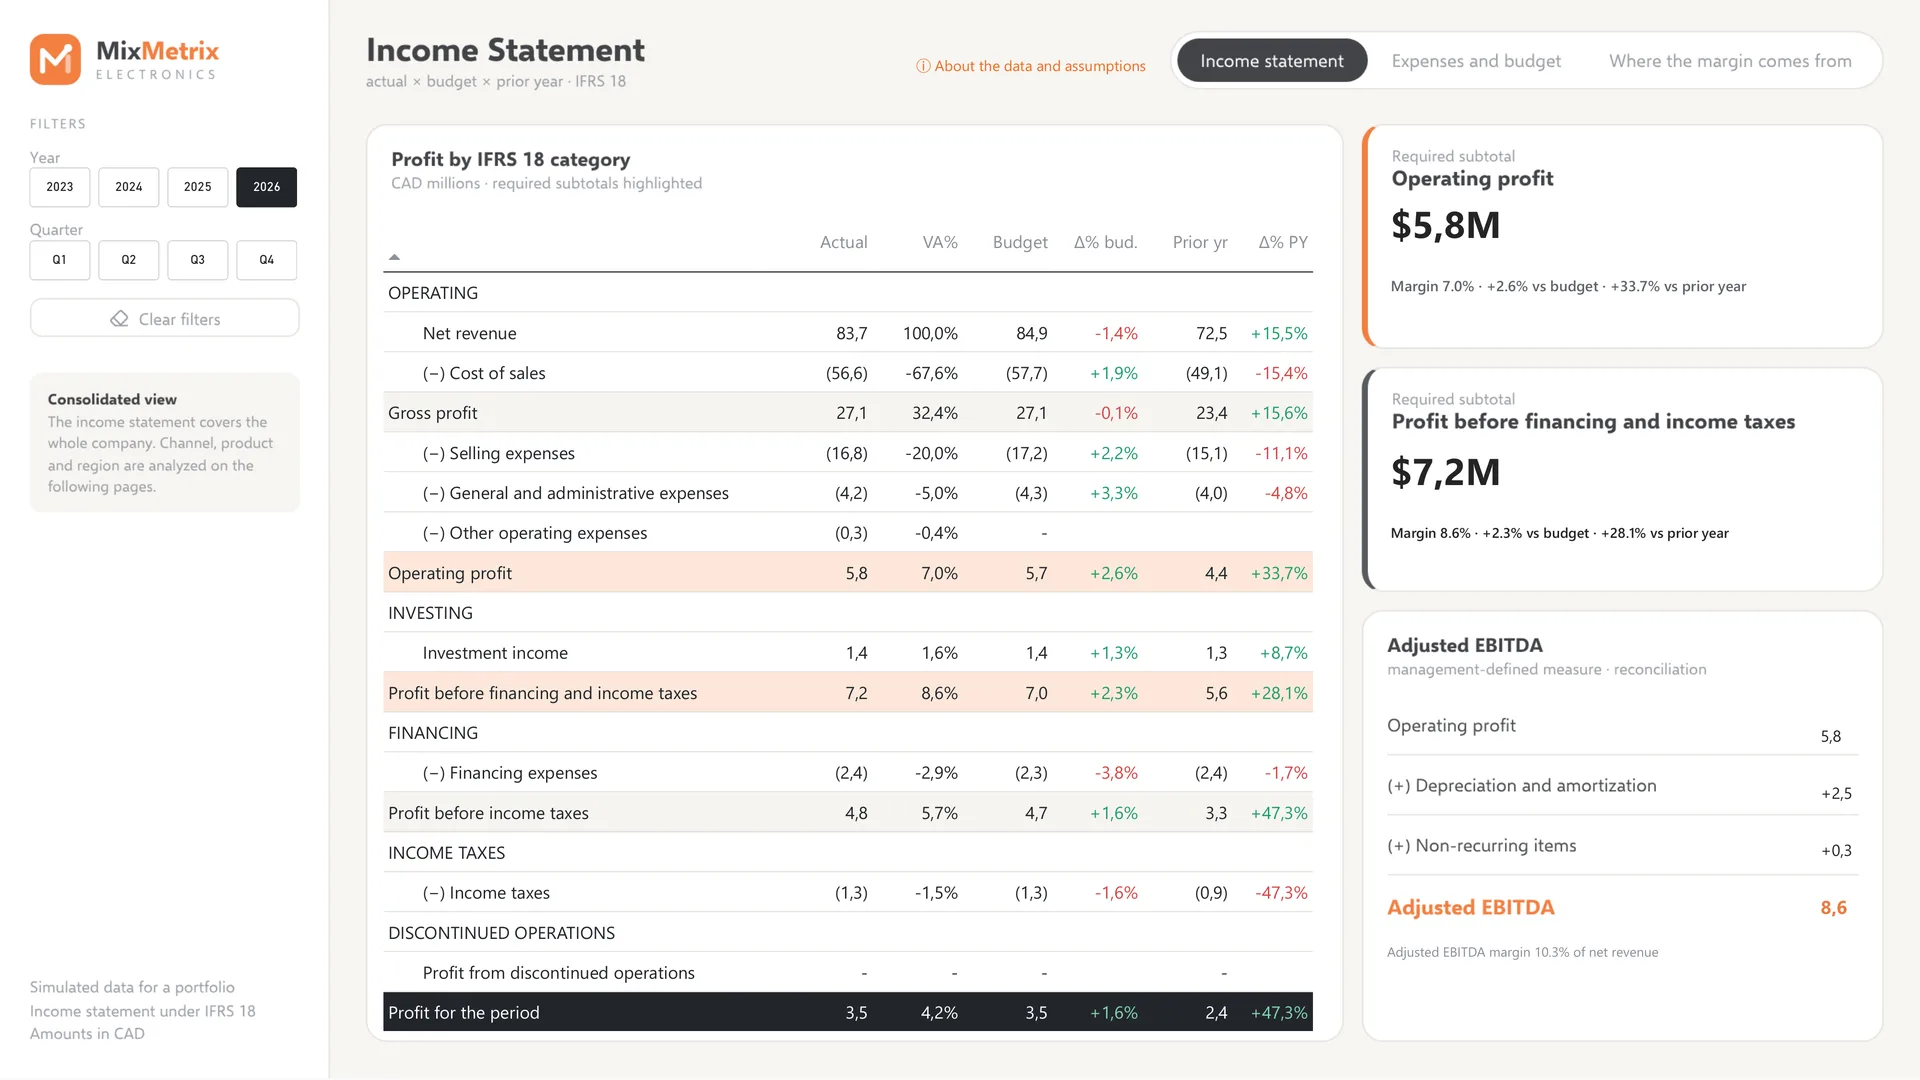 MixMetrix
ELECTRONICS
FILTERS
Year
2023 2024 2025 2026
Quarter
Q1 Q2 Q3 Q4
Clear filters
Consolidated view
The income statement covers the
whole company. Channel, product
and region are analyzed on the
following pages.
Simulated data for a portfolio
Income statement under IFRS 18
Amounts in CAD
Income Statement
actual × budget × prior year · IFRS 18
ⓘ About the data and assumptions
Income statement Expenses and budget Where the margin comes from
Profit by IFRS 18 category
CAD millions · required subtotals highlighted
Actual VA% Budget Δ% bud. Prior yr Δ% PY
OPERATING
Net revenue 83,7 100,0% 84,9 -1,4% 72,5 +15,5%
(−) Cost of sales (56,6) -67,6% (57,7) +1,9% (49,1) -15,4%
Gross profit 27,1 32,4% 27,1 -0,1% 23,4 +15,6%
(−) Selling expenses (16,8) -20,0% (17,2) +2,2% (15,1) -11,1%
(−) General and administrative expenses (4,2) -5,0% (4,3) +3,3% (4,0) -4,8%
(−) Other operating expenses (0,3) -0,4% -
Operating profit 5,8 7,0% 5,7 +2,6% 4,4 +33,7%
INVESTING
Investment income 1,4 1,6% 1,4 +1,3% 1,3 +8,7%
Profit before financing and income taxes 7,2 8,6% 7,0 +2,3% 5,6 +28,1%
FINANCING
(−) Financing expenses (2,4) -2,9% (2,3) -3,8% (2,4) -1,7%
Profit before income taxes 4,8 5,7% 4,7 +1,6% 3,3 +47,3%
INCOME TAXES
(−) Income taxes (1,3) -1,5% (1,3) -1,6% (0,9) -47,3%
DISCONTINUED OPERATIONS
Profit from discontinued operations - - - -
Profit for the period 3,5 4,2% 3,5 +1,6% 2,4 +47,3%
Required subtotal
Operating profit
$5,8M
Margin 7.0% · +2.6% vs budget · +33.7% vs prior year
Required subtotal
Profit before financing and income taxes
$7,2M
Margin 8.6% · +2.3% vs budget · +28.1% vs prior year
Adjusted EBITDA
management-defined measure · reconciliation
Operating profit 5,8
(+) Depreciation and amortization +2,5
(+) Non-recurring items +0,3
Adjusted EBITDA 8,6
Adjusted EBITDA margin 10.3% of net revenue